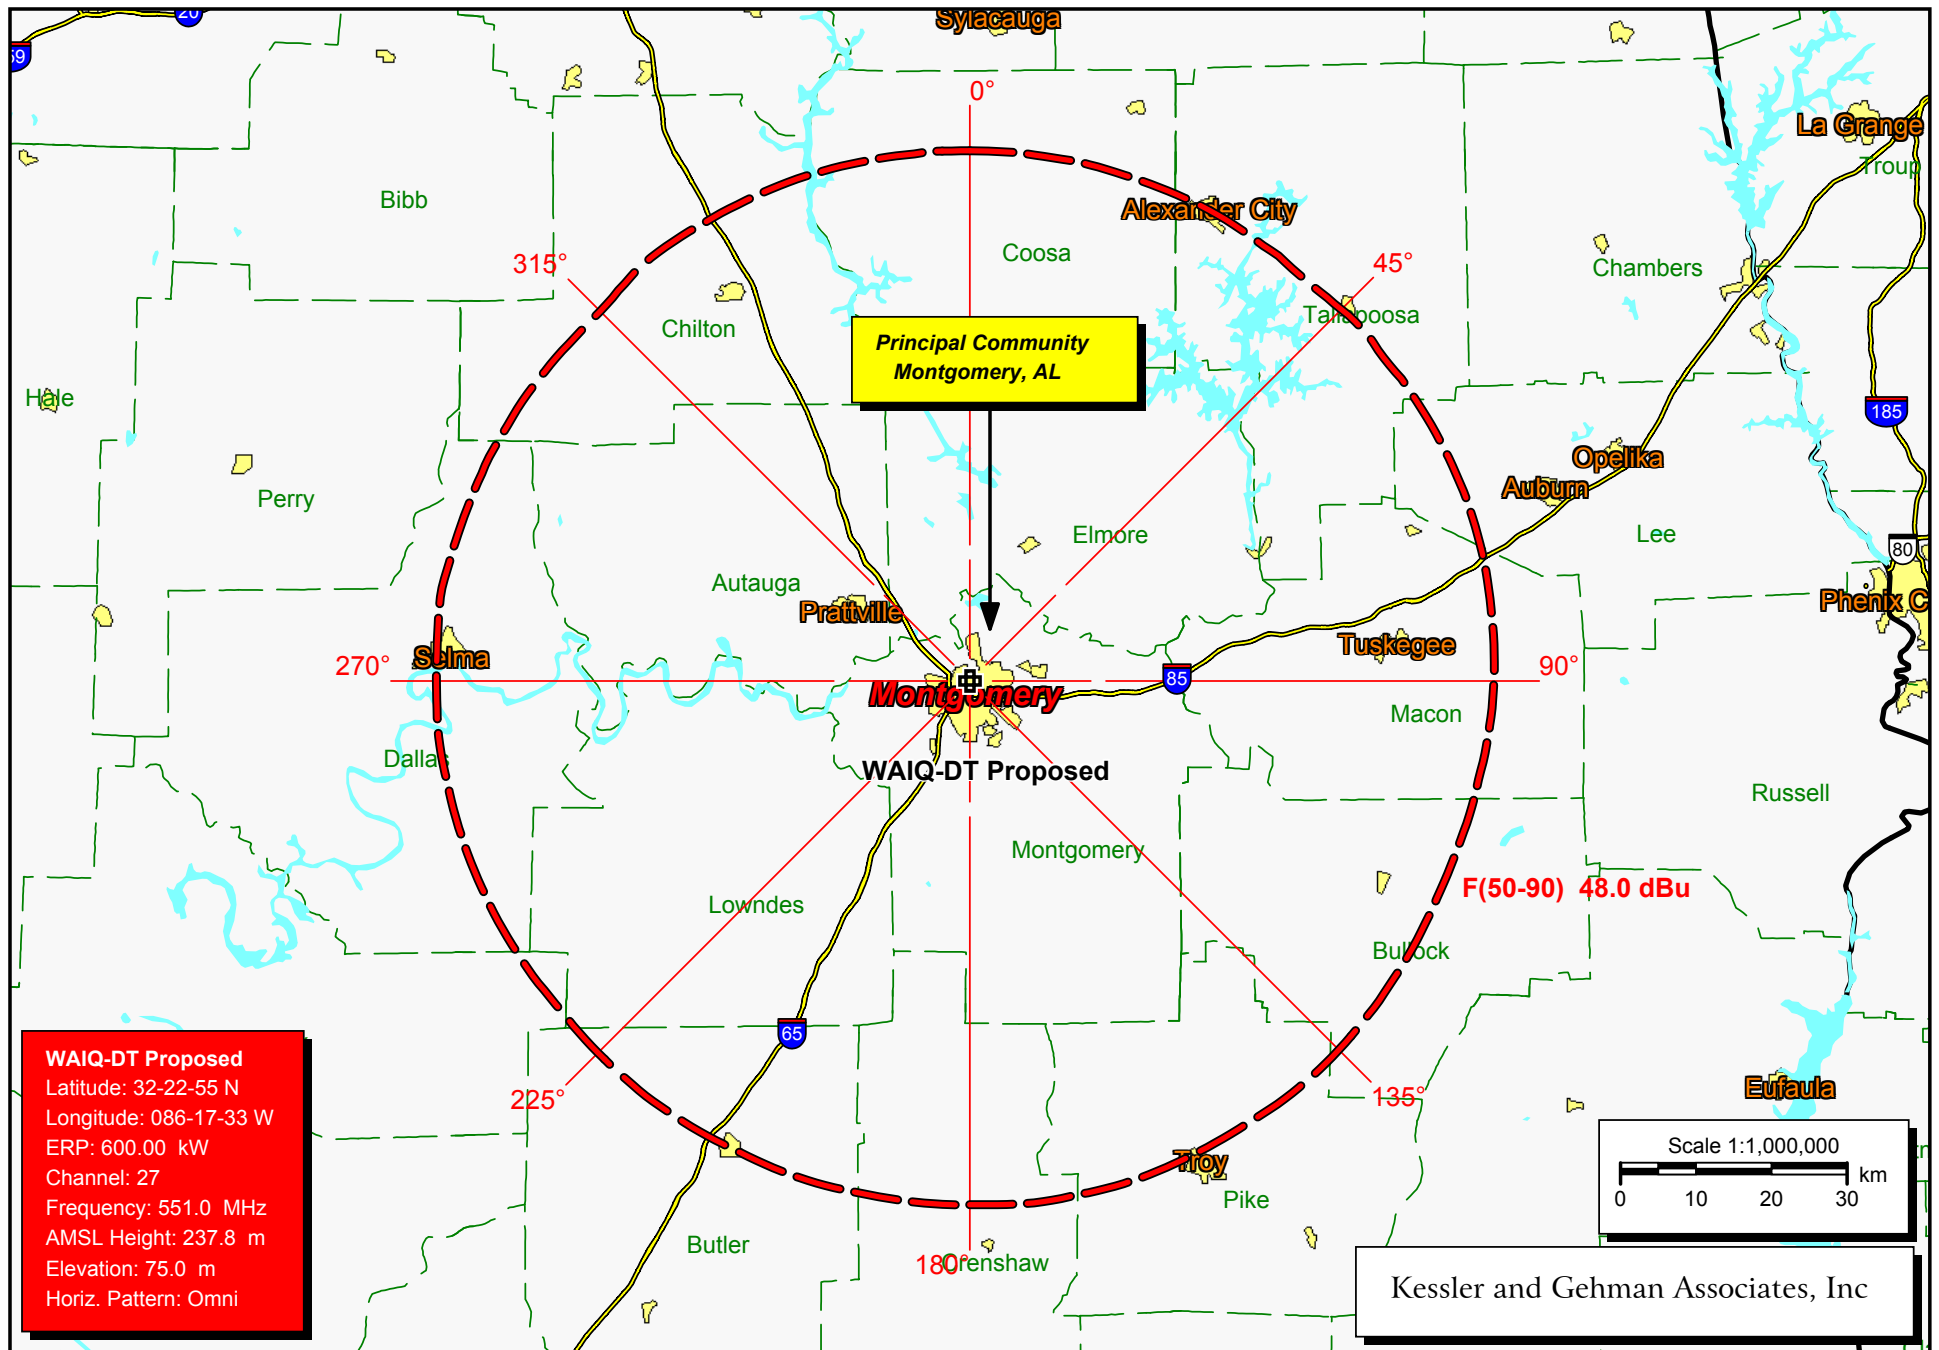 20
59
Sylacauga
0°
La Grange
Troup
Bibb
Alexander City
Coosa
315°
45°
Chambers
Chilton
Tallapoosa
Principal Community
Montgomery, AL
Hale
185
Opelika
Auburn
Perry
Elmore
Lee
80
Autauga
Prattville
Phenix C
Selma
Tuskegee
270°
90°
85
Montgomery
Macon
Dallas
WAIQ-DT Proposed
Russell
Montgomery
F(50-90) 48.0 dBu
Lowndes
Bullock
65
WAIQ-DT Proposed
Latitude: 32-22-55 N
Longitude: 086-17-33 W
ERP: 600.00 kW
Channel: 27
Frequency: 551.0 MHz
AMSL Height: 237.8 m
Elevation: 75.0 m
Horiz. Pattern: Omni
225°
135°
Eufaula
Troy
Pike
Butler
180°
Crenshaw
Scale 1:1,000,000
km
0 10 20 30
Kessler and Gehman Associates, Inc